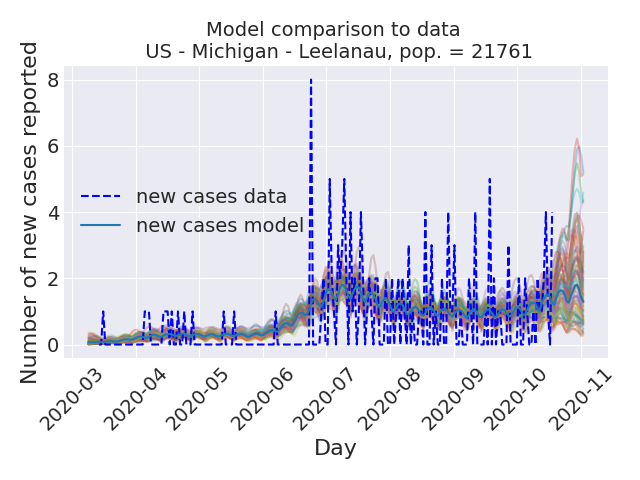 Model comparison to data
US - Michigan - Leelanau, pop. = 21761
Number of new cases reported
8
6
4
2
0
new cases data
new cases model
2020-03
2020-04
2020-05
2020-06
2020-07
2020-08
2020-09
2020-10
2020-11
Day